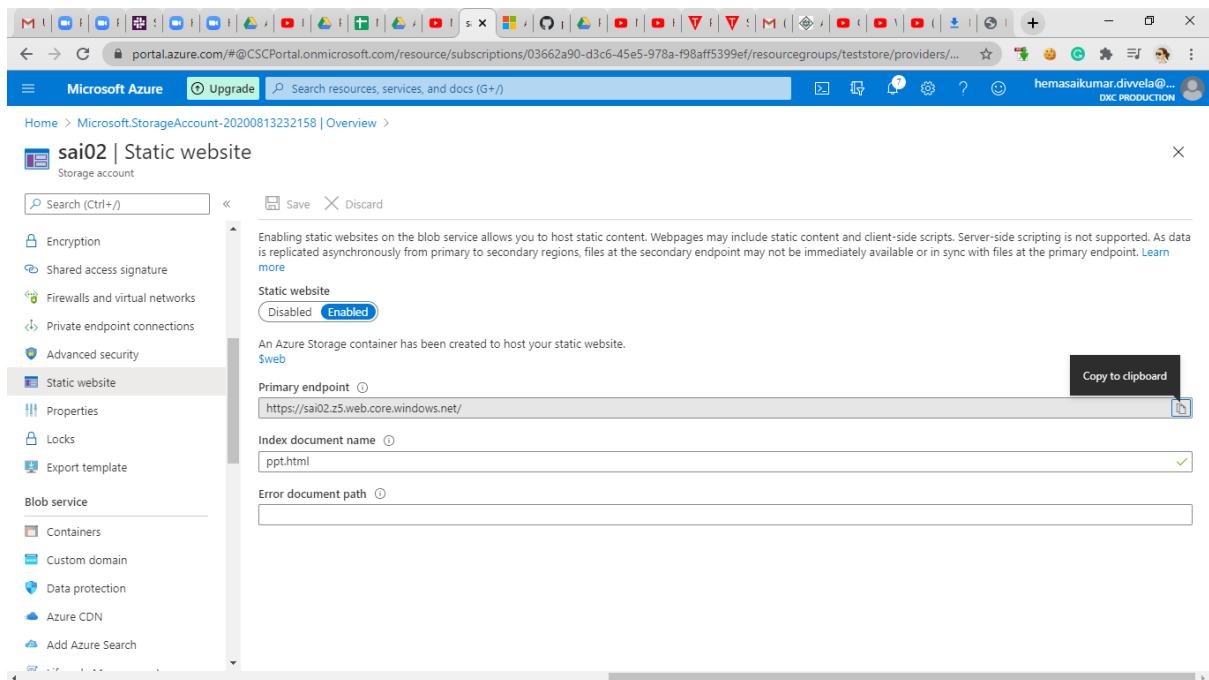 portal.azure.com/#@CSCPortal.onmicrosoft.com/resource/subscriptions/03662a90-d3c6-45e5-978a-f98aff5399ef/resourcegroups/teststore/providers/...
Microsoft Azure
Upgrade
Search resources, services, and docs (G+/)
7
hemasaikumar.divvela@...
DXC PRODUCTION
Home > Microsoft.StorageAccount-20200813232158 | Overview >
sai02 | Static website
Storage account
Search (Ctrl+/)
«
Save
Discard
Encryption
Shared access signature
Firewalls and virtual networks
Private endpoint connections
Advanced security
Static website
Properties
Locks
Export template
Blob service
Containers
Custom domain
Data protection
Azure CDN
Add Azure Search
Enabling static websites on the blob service allows you to host static content. Webpages may include static content and client-side scripts. Server-side scripting is not supported. As data
is replicated asynchronously from primary to secondary regions, files at the secondary endpoint may not be immediately available or in sync with files at the primary endpoint. Learn
more
Static website
Disabled Enabled
An Azure Storage container has been created to host your static website.
$web
Copy to clipboard
Primary endpoint
https://sai02.z5.web.core.windows.net/
Index document name
ppt.html
Error document path